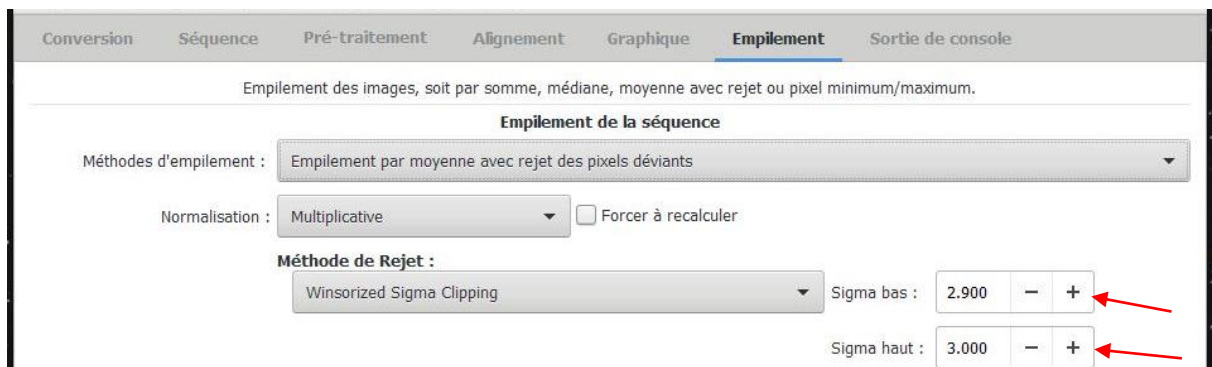 Conversion Séquence Pré-traitement Alignement Graphique Empilement Sortie de console
Empilement des images, soit par somme, médiane, moyenne avec rejet ou pixel minimum/maximum.
Empilement de la séquence
Méthodes d'empilement : Empilement par moyenne avec rejet des pixels déviants
Normalisation : Multiplicative Forcer à recalculer
Méthode de Rejet :
Winsorized Sigma Clipping Sigma bas : 2.900 − +
Sigma haut : 3.000 − +